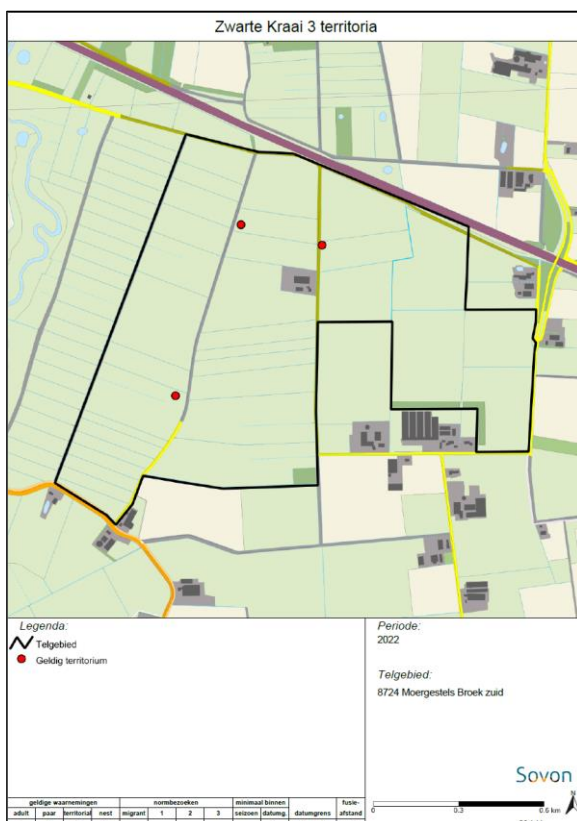 Zwarte Kraai 3 territoria
Legenda:
Telgebied
Geldig territorium
Periode:
2022
Telgebied:
8724 Moergestels Broek zuid
Sovon
N
0.3 0.6 km
geldige waarnemingen normbezoeken minimaal binnen fusie-
adult paar territoriaal nest migrant 1 2 3 seizoen datumg. datumgrens afstand